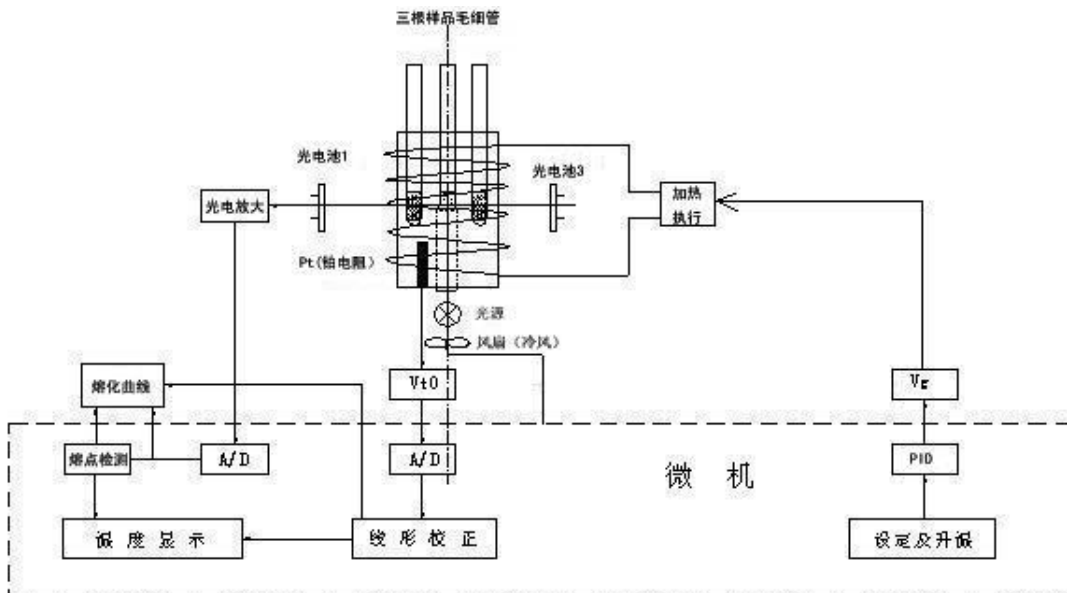 三根样品毛细管
光电池1
光电池3
光电放大
加热
执行
Pt(铂电阻)
光源
风扇(冷风)
熔化曲线
Vt0
Vg
熔点检测
A/D
A/D
PID
微机
温度显示
线形校正
设定及升温